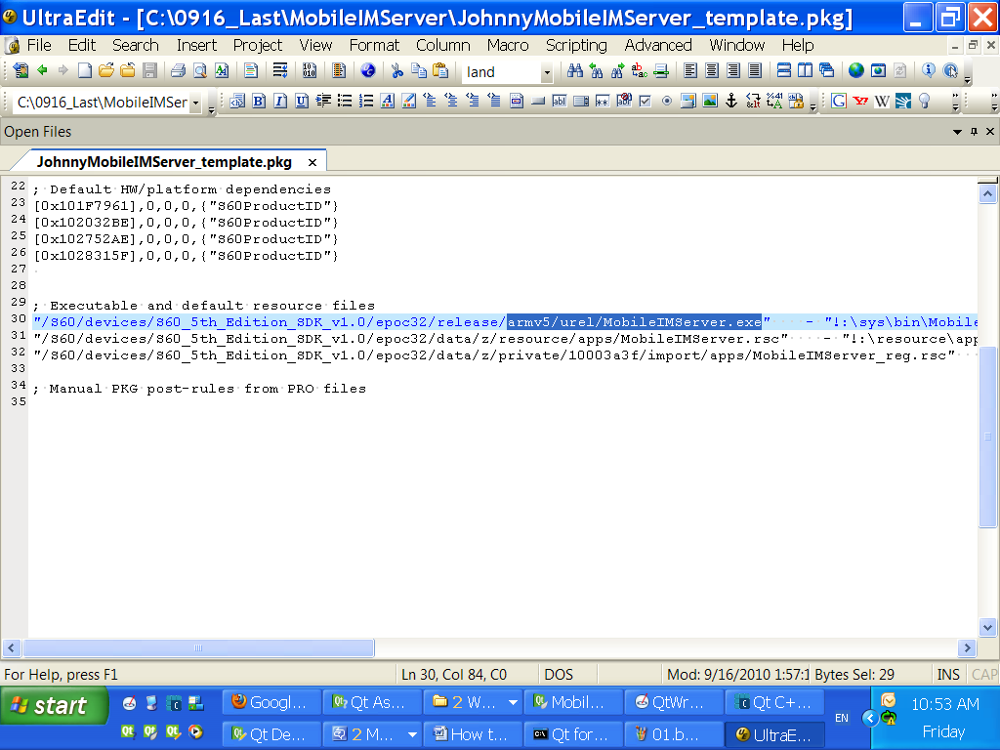 UltraEdit - [C:\0916_Last\MobileIMServer\JohnnyMobileIMServer_template.pkg]
File Edit Search Insert Project View Format Column Macro Scripting Advanced Window Help
land
C:\0916_Last\MobileIMSer
Open Files
JohnnyMobileIMServer_template.pkg
22 ; Default HW/platform dependencies
23 [0x101F7961],0,0,0,{"S60ProductID"}
24 [0x102032BE],0,0,0,{"S60ProductID"}
25 [0x102752AE],0,0,0,{"S60ProductID"}
26 [0x1028315F],0,0,0,{"S60ProductID"}
27
28
29 ; Executable and default resource files
30 "/S60/devices/S60_5th_Edition_SDK_v1.0/epoc32/release/armv5/urel/MobileIMServer.exe" - "!:\sys\bin\Mobile
31 "/S60/devices/S60_5th_Edition_SDK_v1.0/epoc32/data/z/resource/apps/MobileIMServer.rsc" - "!:\resource\app
32 "/S60/devices/S60_5th_Edition_SDK_v1.0/epoc32/data/z/private/10003a3f/import/apps/MobileIMServer_reg.rsc"
33
34 ; Manual PKG post-rules from PRO files
35
For Help, press F1 Ln 30, Col 84, C0 DOS Mod: 9/16/2010 1:57:1 Bytes Sel: 29 INS CAP
start Googl... Qt As... 2 W... Mobil... QtWr... Qt C+... 10:53 AM
Qt De... 2 M... How t... Qt for... 01.b... UltraE... EN Friday